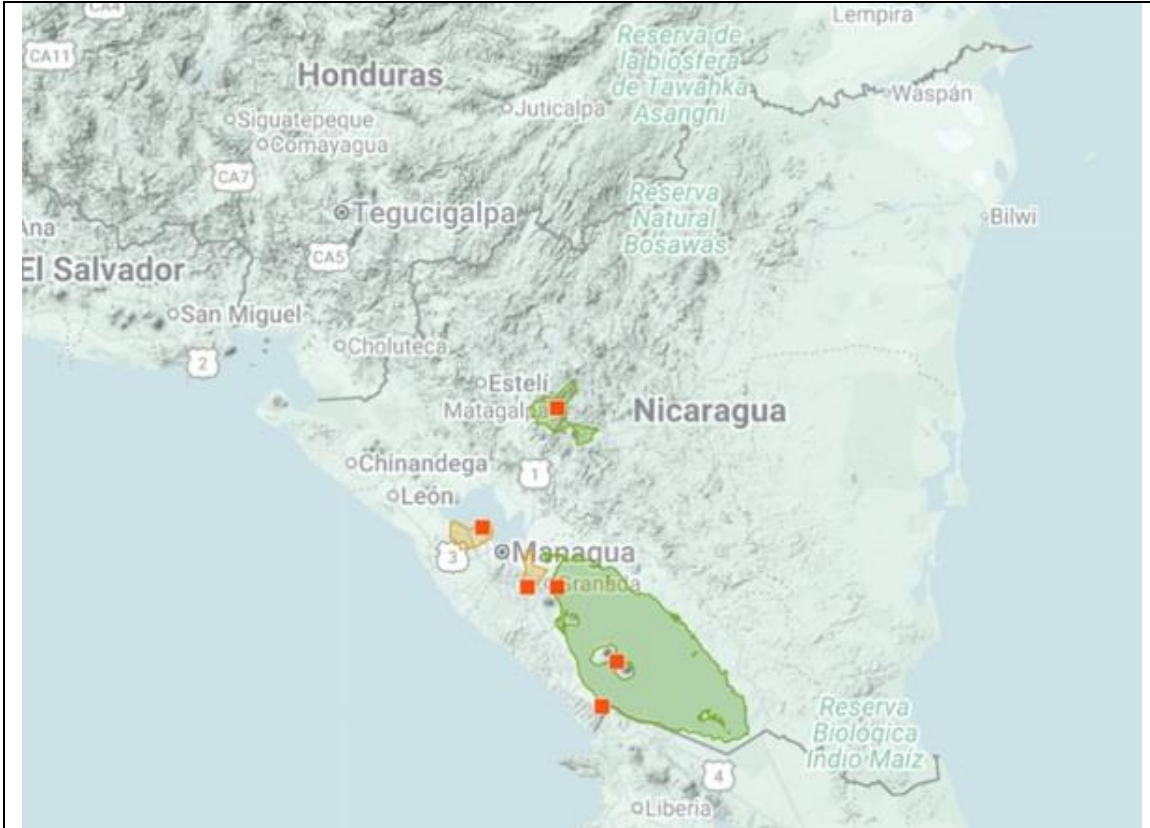 CA4
Lempira
CA11
Reserva de
la biosfera
de Tawahka
Asangni
Honduras
Waspán
Juticalpa
Siguatepeque
Comayagua
CA7
Reserva
Natural
Bosawas
Tegucigalpa
Bilwi
Ana
CA5
El Salvador
San Miguel
Choluteca
2
Estelí
Matagalpa
Nicaragua
Chinandega
1
León
Managua
3
Granada
Reserva
Biológica
Indio Maíz
4
Liberia